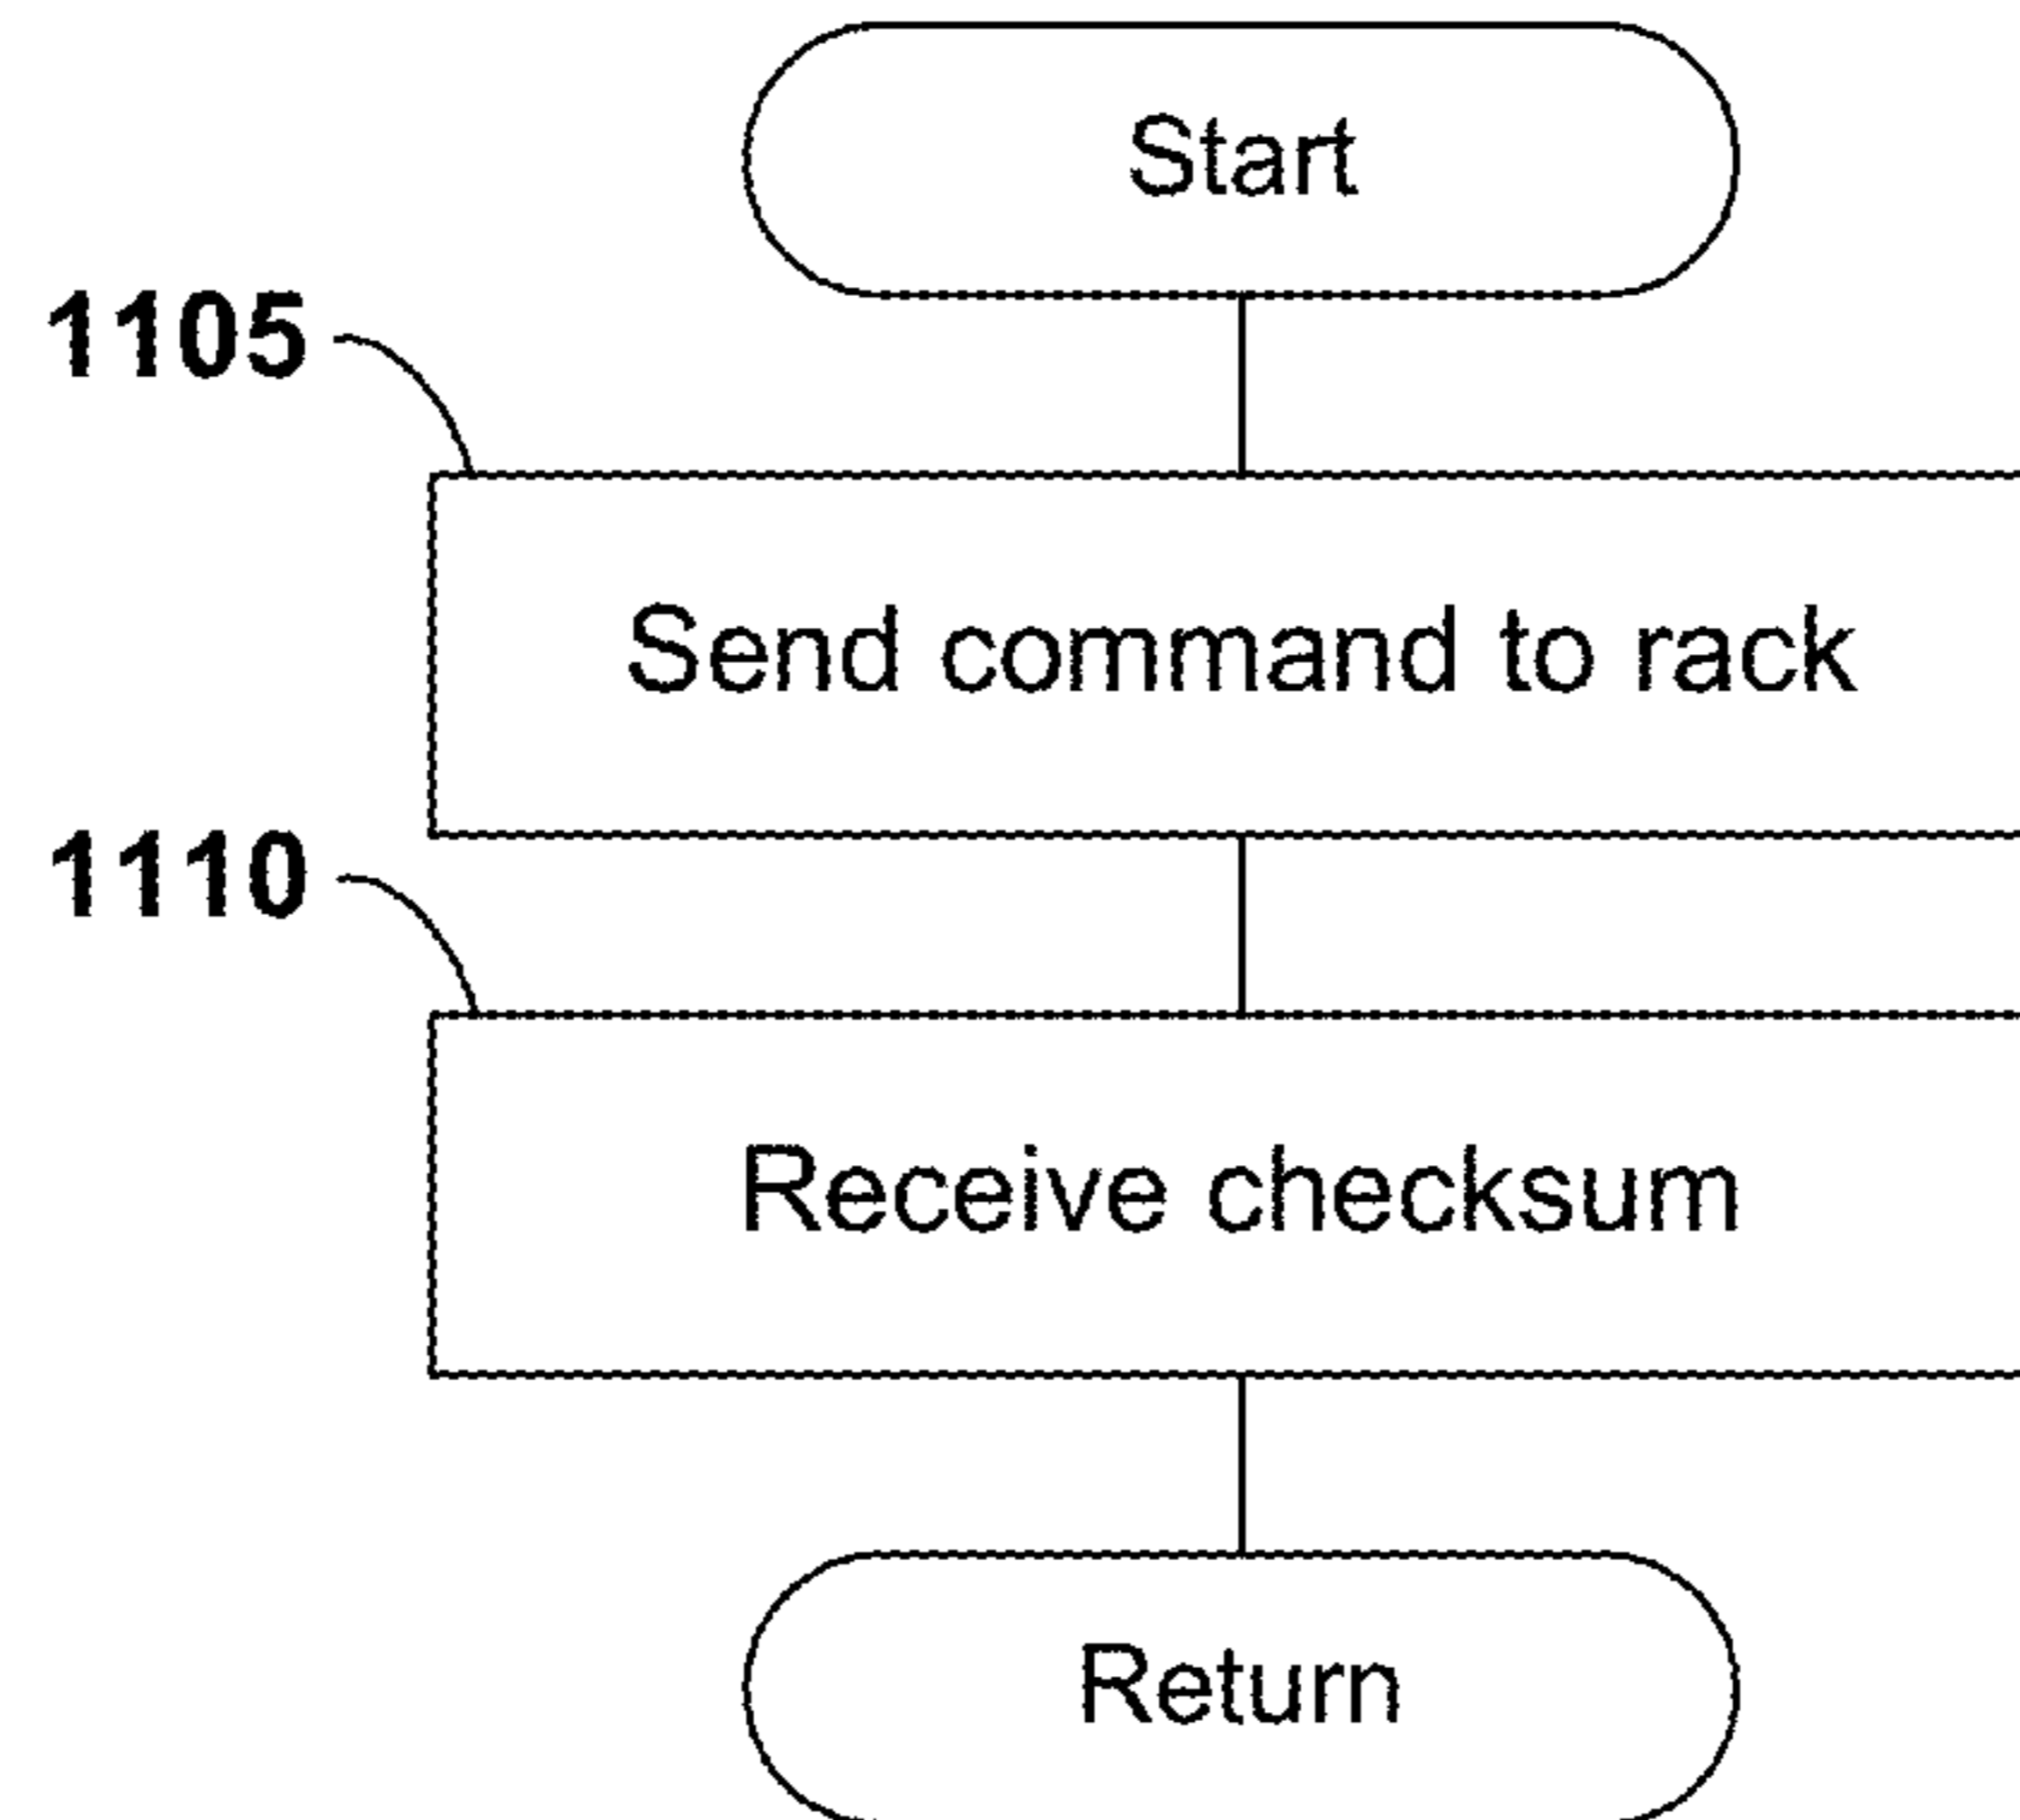 Start
1105
Send command to rack
1110
Receive checksum
Return